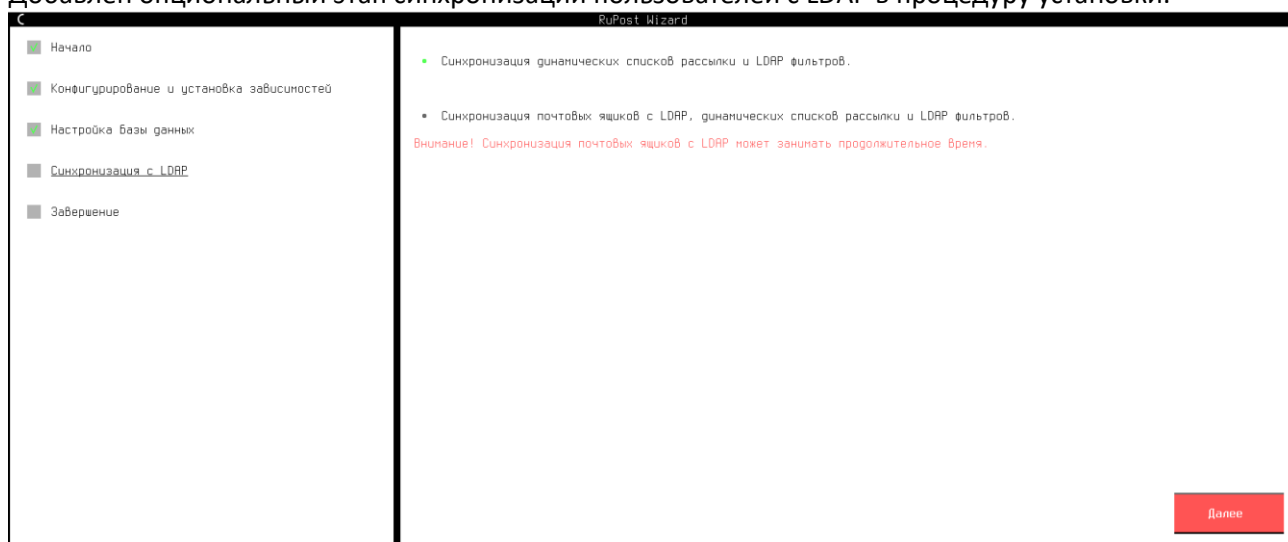 Добавлен опциональный этап синхронизации пользователей с LDAP в процедуру установки.
RuPost Wizard
Начало
Конфигурирование и установка зависимостей
Настройка базы данных
Синхронизация с LDAP
Завершение
Синхронизация динамических списков рассылки и LDAP фильтров.
Синхронизация почтовых ящиков с LDAP, динамических списков рассылки и LDAP фильтров.
Внимание! Синхронизация почтовых ящиков с LDAP может занимать продолжительное время.
Далее